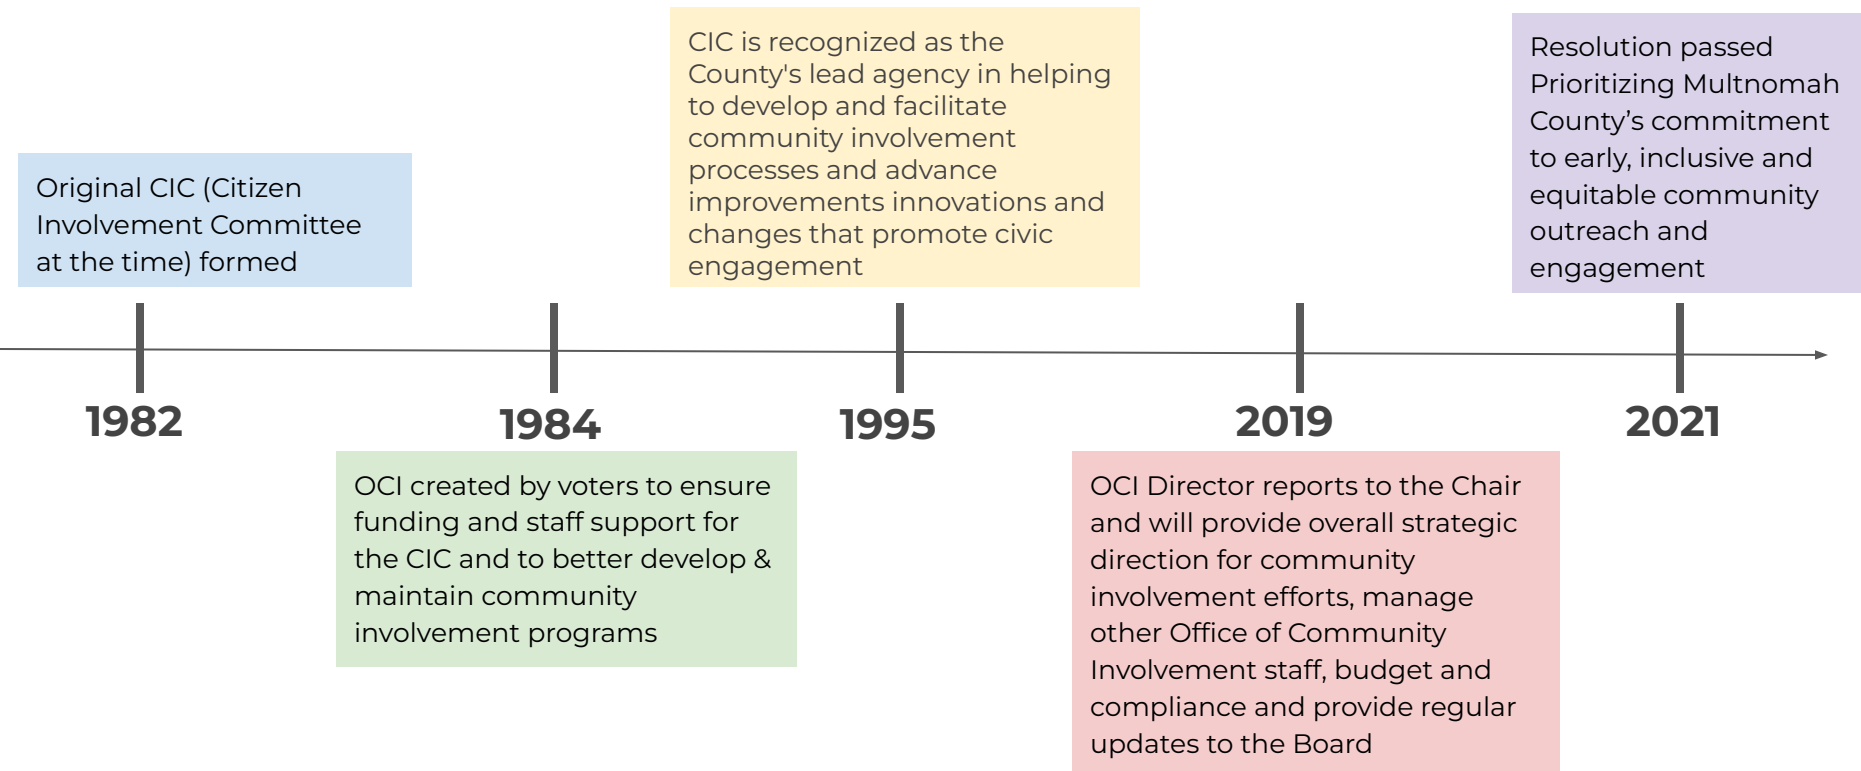 Original CIC (Citizen
Involvement Committee
at the time) formed
1982
OCI created by voters to ensure
funding and staff support for
the CIC and to better develop &
maintain community
involvement programs
1984
CIC is recognized as the
County's lead agency in helping
to develop and facilitate
community involvement
processes and advance
improvements innovations and
changes that promote civic
engagement
1995
OCI Director reports to the Chair
and will provide overall strategic
direction for community
involvement efforts, manage
other Office of Community
Involvement staff, budget and
compliance and provide regular
updates to the Board
2019
Resolution passed
Prioritizing Multnomah
County’s commitment
to early, inclusive and
equitable community
outreach and
engagement
2021